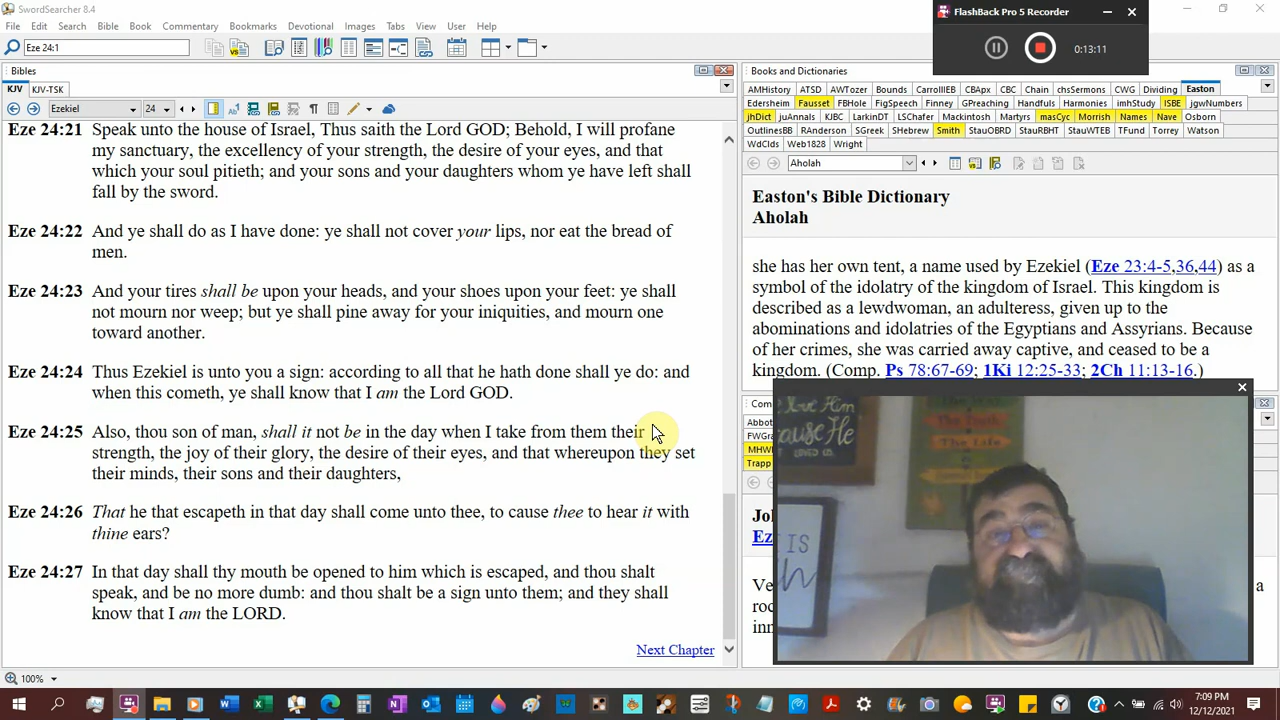 SwordSearcher 8.4
File Edit Search Bible Book Commentary Bookmarks Devotional Images Tabs View User Help
Eze 24:1
Bibles
KJV KJV-TSK
Ezekiel 24
Eze 24:21 Speak unto the house of Israel, Thus saith the Lord GOD; Behold, I will profane
my sanctuary, the excellency of your strength, the desire of your eyes, and that
which your soul pitieth; and your sons and your daughters whom ye have left shall
fall by the sword.
Eze 24:22 And ye shall do as I have done: ye shall not cover your lips, nor eat the bread of
men.
Eze 24:23 And your tires shall be upon your heads, and your shoes upon your feet: ye shall
not mourn nor weep; but ye shall pine away for your iniquities, and mourn one
toward another.
Eze 24:24 Thus Ezekiel is unto you a sign: according to all that he hath done shall ye do: and
when this cometh, ye shall know that I am the Lord GOD.
Eze 24:25 Also, thou son of man, shall it not be in the day when I take from them their
strength, the joy of their glory, the desire of their eyes, and that whereupon they set
their minds, their sons and their daughters,
Eze 24:26 That he that escapeth in that day shall come unto thee, to cause thee to hear it with
thine ears?
Eze 24:27 In that day shall thy mouth be opened to him which is escaped, and thou shalt
speak, and be no more dumb: and thou shalt be a sign unto them; and they shall
know that I am the LORD.
Next Chapter
100%
FlashBack Pro 5 Recorder
0:13:11
Books and Dictionaries
AMHistory ATSD AWTozer Bounds CarrollEB CBApx CBC Chain chsSermons CWG Dividing Easton
Edersheim Fausset FBHole FigSpeech Finney GPreaching Handfuls Harmonies imhStudy ISBE jgwNumbers
jhDict juAnnals KJBC LarkinDT LSChafer Mackintosh Martyrs masCyc Morrish Names Nave Osborn
OutlinesBB RAnderson SGreek SHebrew Smith StauOBRD StauRBHT StauWTEB TFund Torrey Watson
WdClds Web1828 Wright
Aholah
Easton's Bible Dictionary
Aholah
she has her own tent, a name used by Ezekiel (Eze 23:4-5,36,44) as a
symbol of the idolatry of the kingdom of Israel. This kingdom is
described as a lewdwoman, an adulteress, given up to the
abominations and idolatries of the Egyptians and Assyrians. Because
of her crimes, she was carried away captive, and ceased to be a
kingdom. (Comp. Ps 78:67-69; 1Ki 12:25-33; 2Ch 11:13-16.)
Com
Abbot
FWGra
MHW
Trapp
Joh
Ez
Ve
roc
inn
a
love Him
cause He
The Life
IS
7:09 PM
12/12/2021